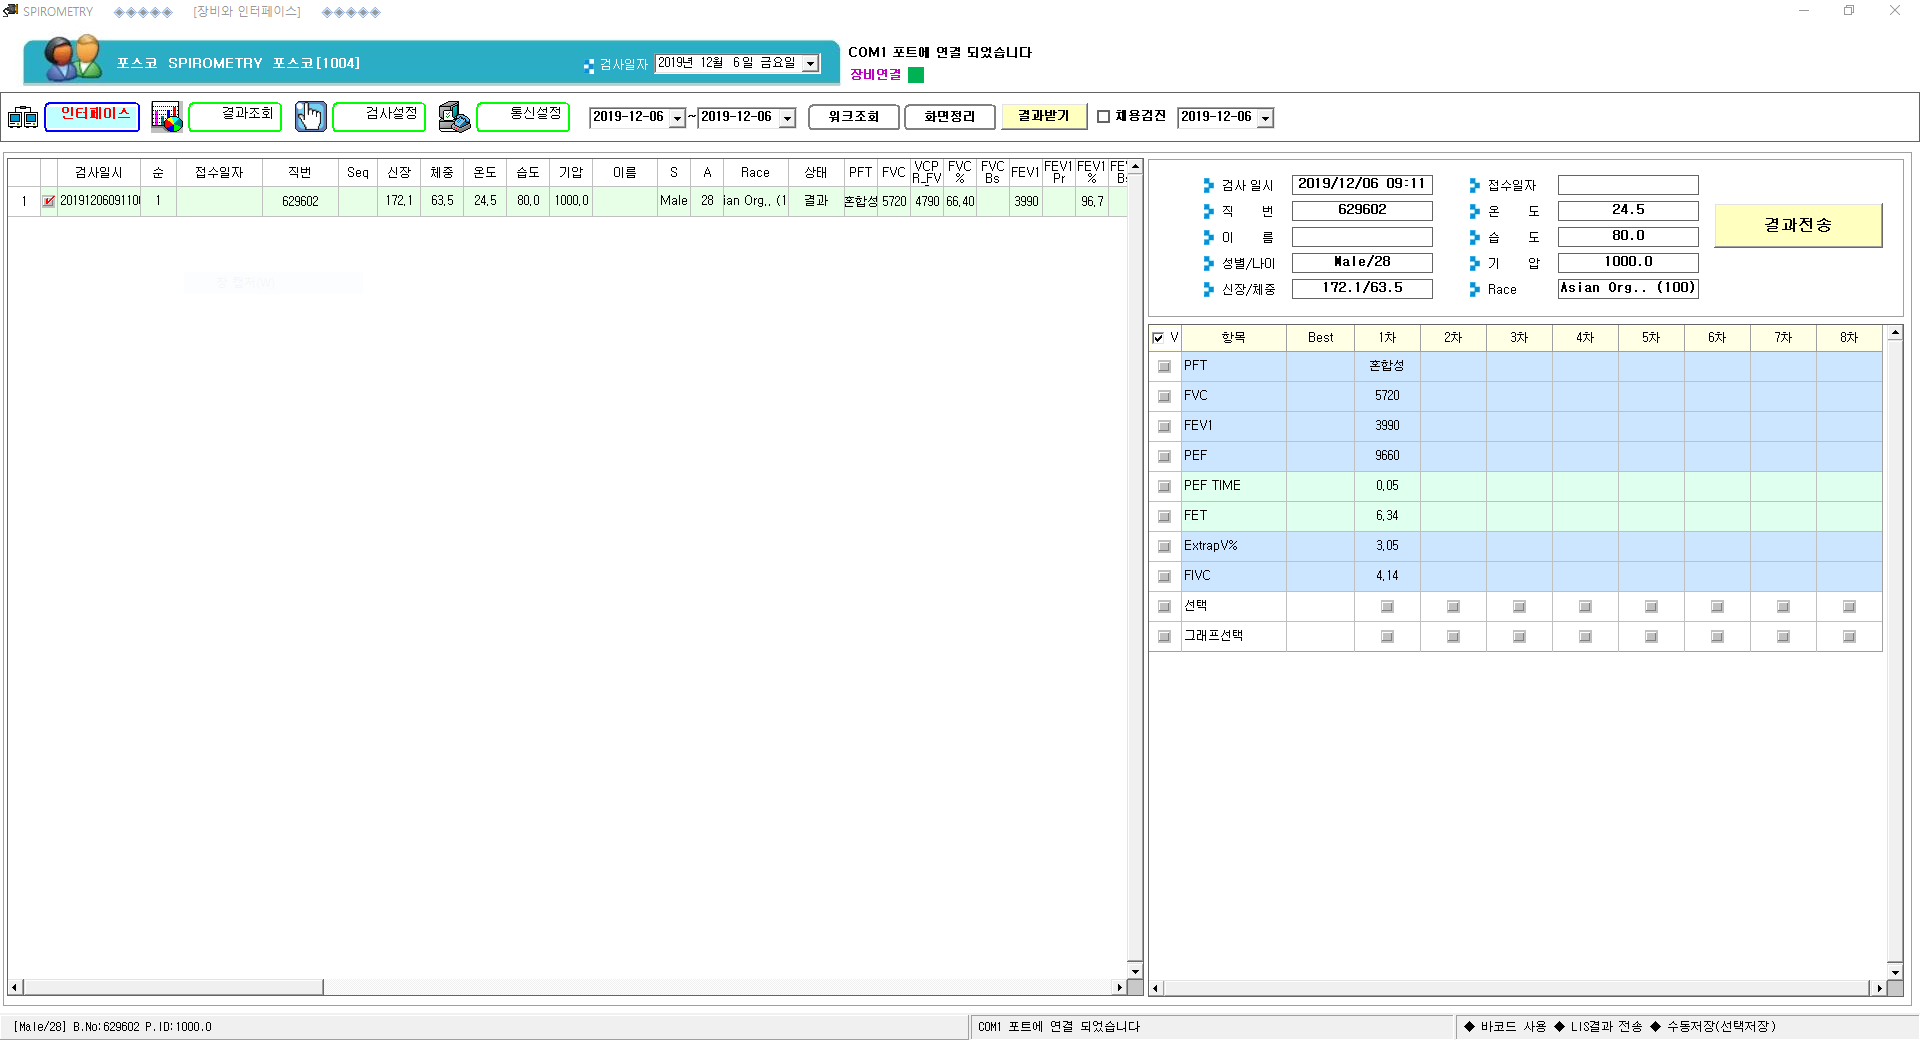 SPIROMETRY ◈◈◈◈◈ [장비와 인터페이스] ◈◈◈◈◈
포스코 SPIROMETRY 포스코[1004] 검사일자 2019년 12월 6일 금요일
COM1 포트에 연결 되었습니다
장비연결
인터페이스 결과조회 검사설정 통신설정 2019-12-06 ~ 2019-12-06 워크조회 화면정리 결과받기 채용검진 2019-12-06
검사일시 순 접수일자 직번 Seq 신장 체중 온도 습도 기압 이름 S A Race 상태 PFT FVC VCP R_FV FVC % FVC Bs FEV1 FEV1 Pr FEV1 %
1 20191206091100 1 629602 172,1 63,5 24,5 80,0 1000,0 Male 28 ian Org,, (1 결과 혼합성 5720 4790 66,40 3990 96,7
검사 일시 2019/12/06 09:11 접수일자
직 번 629602 온 도 24.5
이 름 습 도 80.0
성별/나이 Male/28 기 압 1000.0
신장/체중 172.1/63.5 Race Asian Org.. (100)
결과전송
V 항목 Best 1차 2차 3차 4차 5차 6차 7차 8차
PFT 혼합성
FVC 5720
FEV1 3990
PEF 9660
PEF TIME 0,05
FET 6,34
ExtrapV% 3,05
FIVC 4,14
선택
그래프선택
[Male/28] B.No:629602 P.ID:1000.0
COM1 포트에 연결 되었습니다
◆ 바코드 사용 ◆ LIS결과 전송 ◆ 수동저장(선택저장)